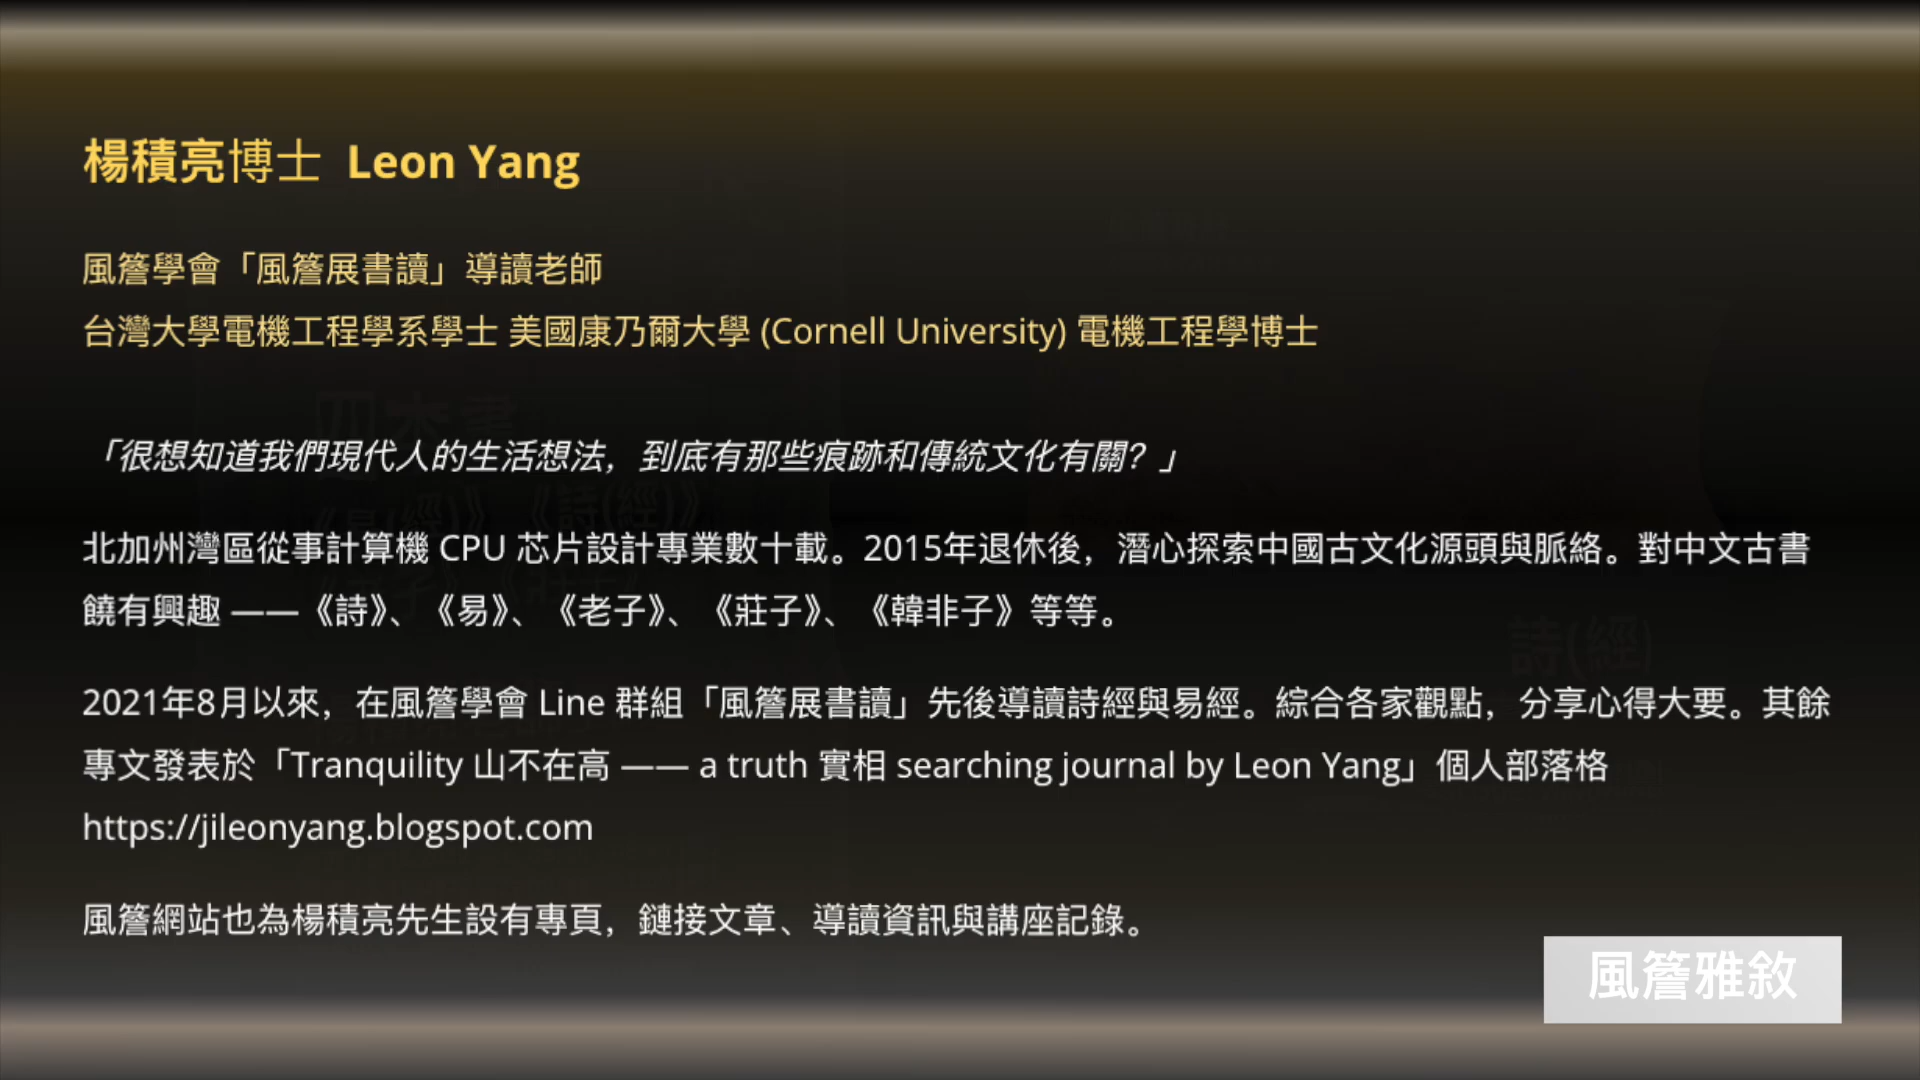 楊積亮博士 Leon Yang
風簷學會「風簷展書讀」導讀老師
台灣大學電機工程學系學士 美國康乃爾大學 (Cornell University) 電機工程學博士
「很想知道我們現代人的生活想法，到底有那些痕跡和傳統文化有關？」
北加州灣區從事計算機 CPU 芯片設計專業數十載。2015年退休後，潛心探索中國古文化源頭與脈絡。對中文古書
饒有興趣 ——《詩》、《易》、《老子》、《莊子》、《韓非子》等等。
2021年8月以來，在風簷學會 Line 群組「風簷展書讀」先後導讀詩經與易經。綜合各家觀點，分享心得大要。其餘
專文發表於「Tranquility 山不在高 —— a truth 實相 searching journal by Leon Yang」個人部落格
https://jileonyang.blogspot.com
風簷網站也為楊積亮先生設有專頁，鏈接文章、導讀資訊與講座記錄。
風簷雅敘